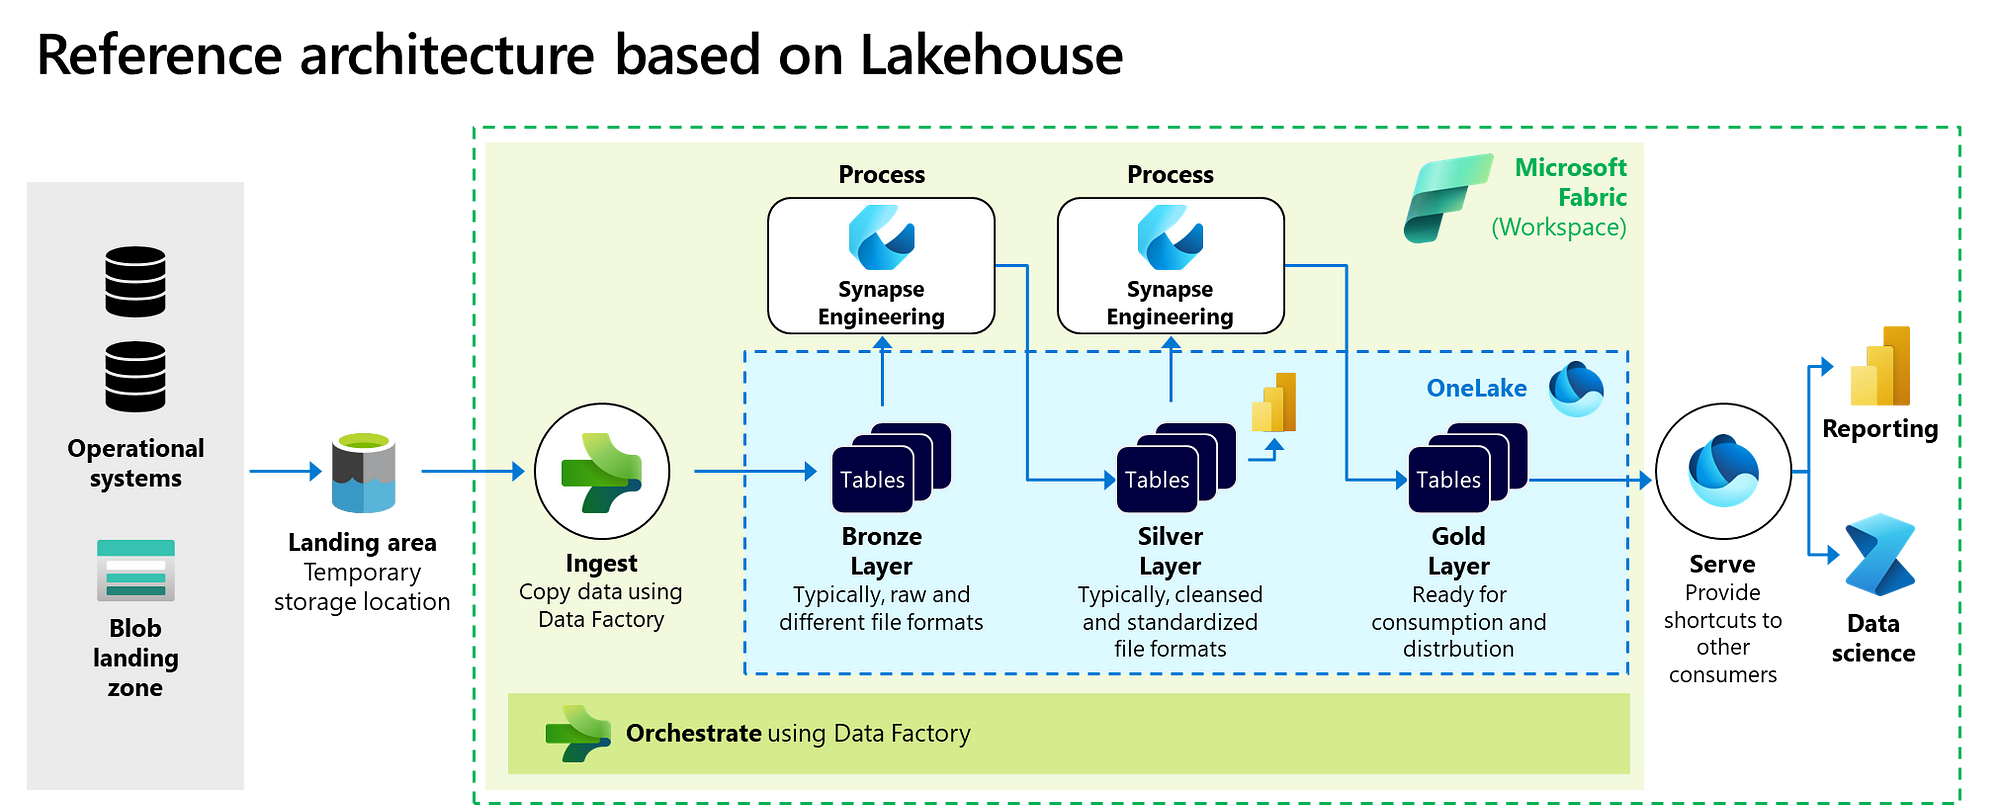 Reference architecture based on Lakehouse
Operational
systems
Blob
landing
zone
Landing area
Temporary
storage location
Ingest
Copy data using
Data Factory
Process
Synapse
Engineering
Process
Synapse
Engineering
Microsoft
Fabric
(Workspace)
OneLake
Tables
Bronze
Layer
Typically, raw and
different file formats
Tables
Silver
Layer
Typically, cleansed
and standardized
file formats
Tables
Gold
Layer
Ready for
consumption and
distrbution
Serve
Provide
shortcuts to
other
consumers
Reporting
Data
science
Orchestrate using Data Factory